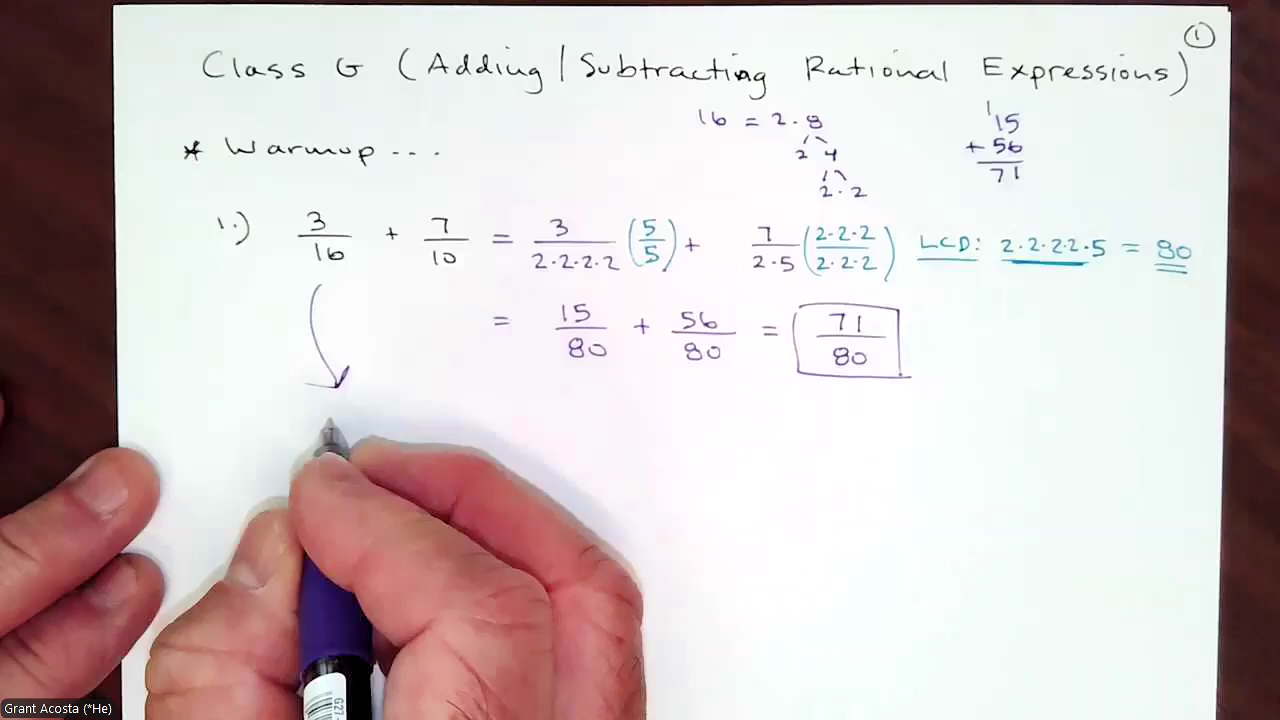 ①
Class G (Adding/Subtracting Rational Expressions)
16 = 2·8
2 4
2·2
1
15
+ 56
71
* Warmup ---
1.) 3/16 + 7/10 = 3/2·2·2·2 (5/5) + 7/2·5 (2·2·2/2·2·2) LCD: 2·2·2·2·5 = 80
= 15/80 + 56/80 = 71/80
G27-
Grant Acosta (*He)